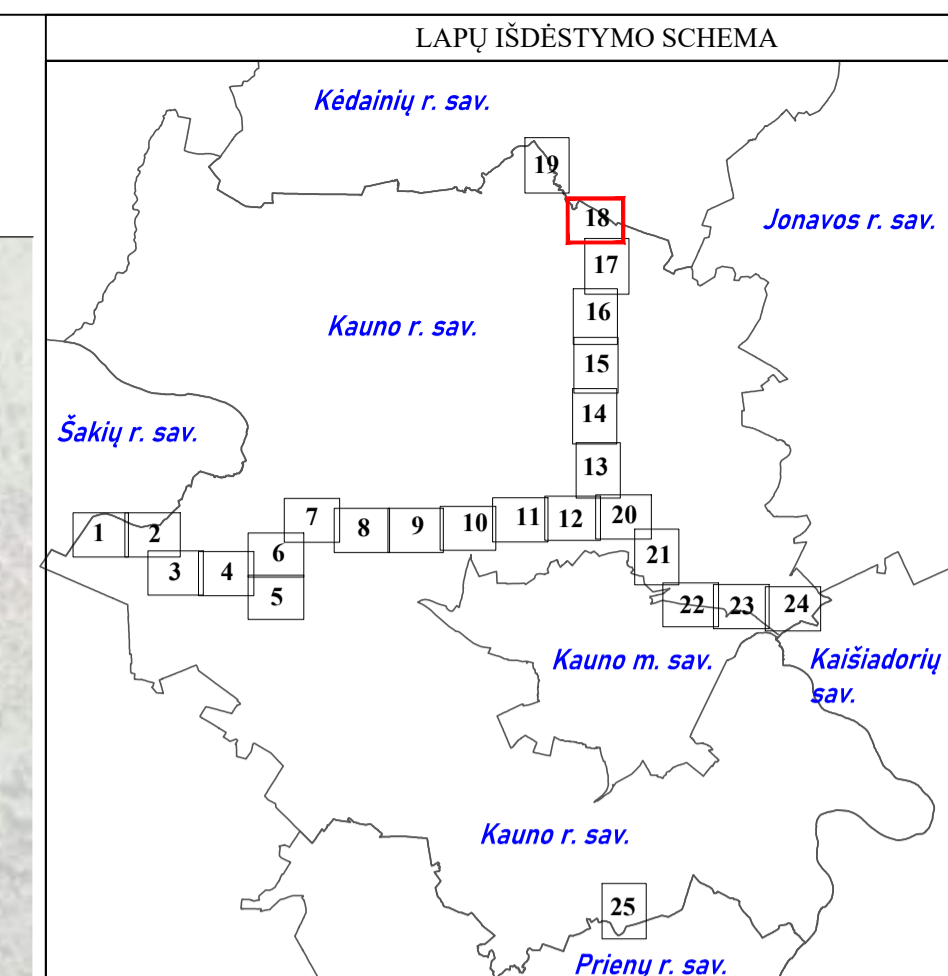 LAPŲ IŠDĖSTYMO SCHEMA
Kėdainių r. sav.
19
18
Jonavos r. sav.
17
16
Kauno r. sav.
15
14
Šakių r. sav.
13
7
8
9
10
11
12
20
1
2
6
21
3
4
5
22
23
24
Kauno m. sav.
Kaišiadorių
sav.
Kauno r. sav.
25
Prienų r. sav.